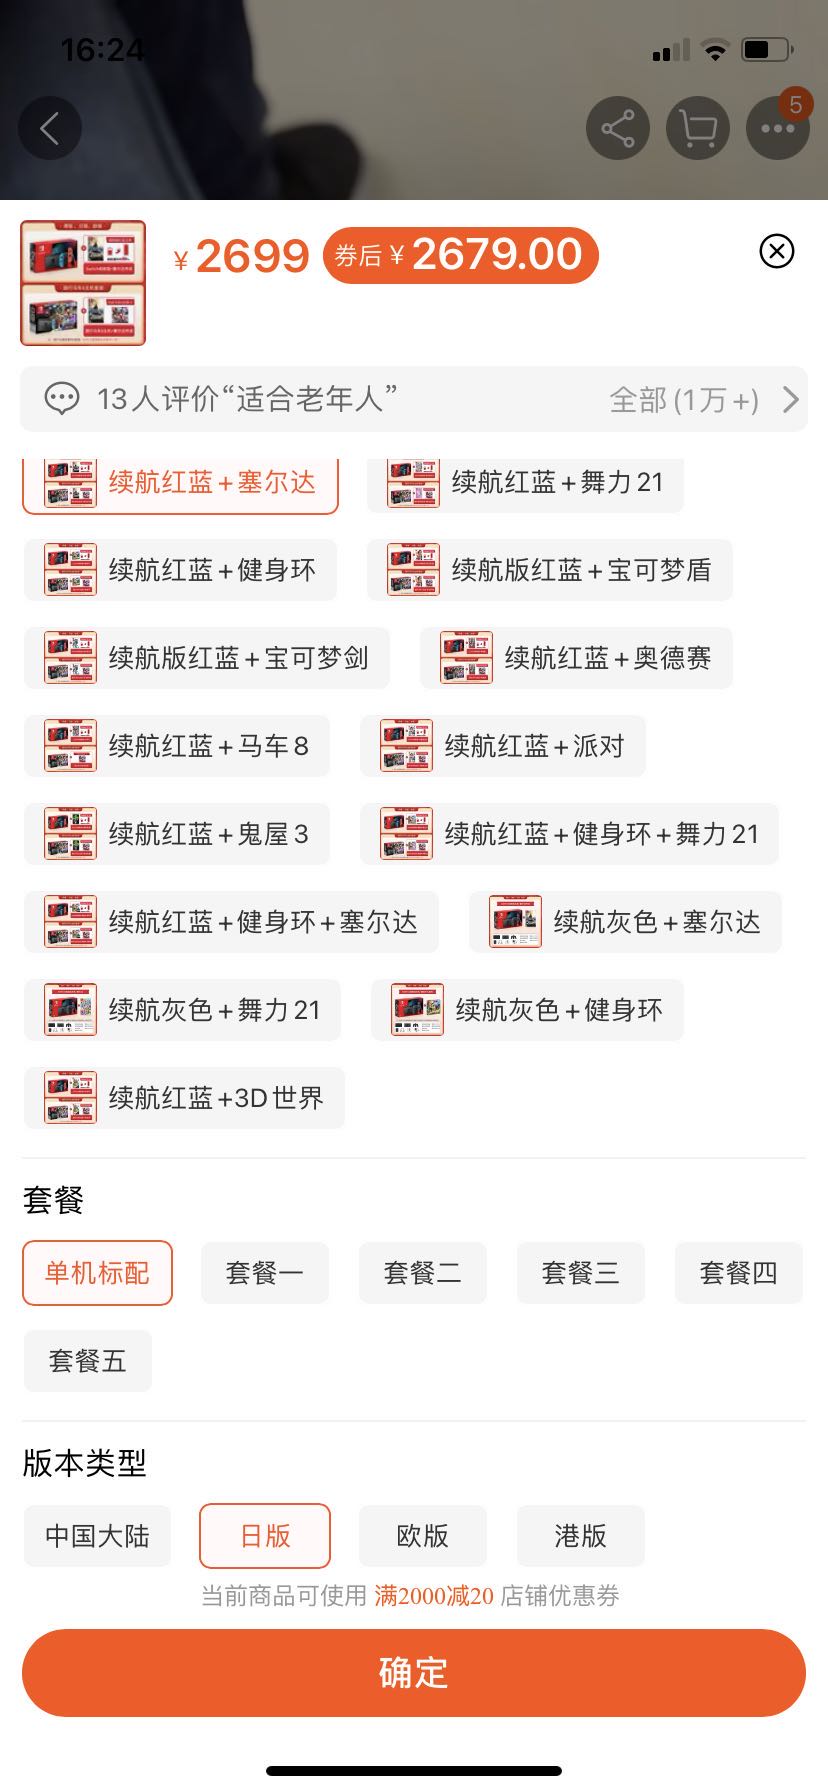 16:24
5
¥2699 券后¥2679.00
13人评价“适合老年人” 全部(1万+)
续航红蓝+塞尔达 续航红蓝+舞力21
续航红蓝+健身环 续航版红蓝+宝可梦盾
续航版红蓝+宝可梦剑 续航红蓝+奥德赛
续航红蓝+马车8 续航红蓝+派对
续航红蓝+鬼屋3 续航红蓝+健身环+舞力21
续航红蓝+健身环+塞尔达 续航灰色+塞尔达
续航灰色+舞力21 续航灰色+健身环
续航红蓝+3D世界
套餐
单机标配 套餐一 套餐二 套餐三 套餐四
套餐五
版本类型
中国大陆 日版 欧版 港版
当前商品可使用 满2000减20 店铺优惠券
确定